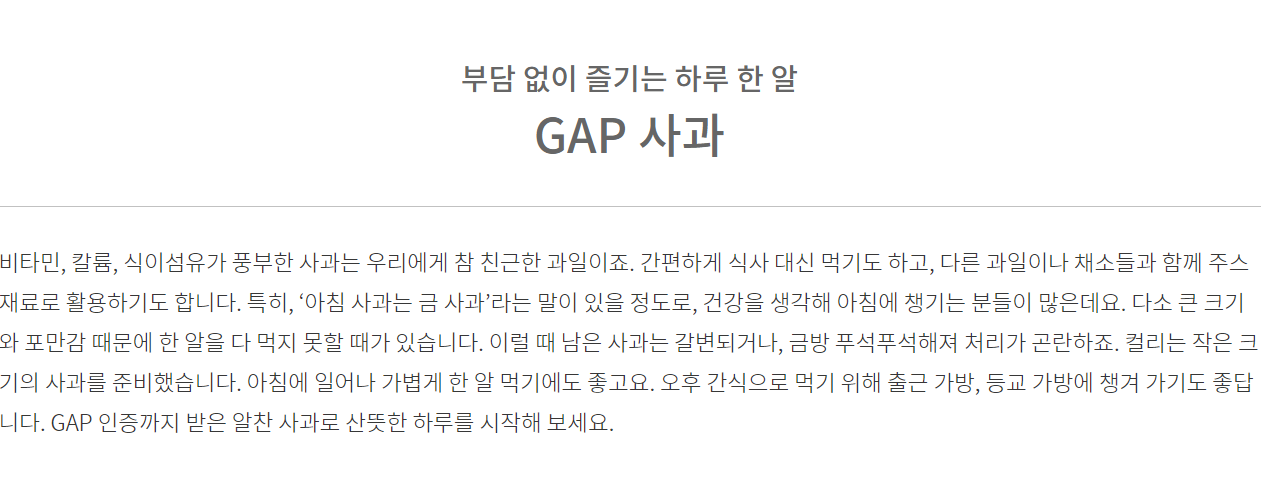 부담 없이 즐기는 하루 한 알
GAP 사과
비타민, 칼륨, 식이섬유가 풍부한 사과는 우리에게 참 친근한 과일이죠. 간편하게 식사 대신 먹기도 하고, 다른 과일이나 채소들과 함께 주스
재료로 활용하기도 합니다. 특히, ‘아침 사과는 금 사과’라는 말이 있을 정도로, 건강을 생각해 아침에 챙기는 분들이 많은데요. 다소 큰 크기
와 포만감 때문에 한 알을 다 먹지 못할 때가 있습니다. 이럴 때 남은 사과는 갈변되거나, 금방 푸석푸석해져 처리가 곤란하죠. 컬리는 작은 크
기의 사과를 준비했습니다. 아침에 일어나 가볍게 한 알 먹기에도 좋고요. 오후 간식으로 먹기 위해 출근 가방, 등교 가방에 챙겨 가기도 좋답
니다. GAP 인증까지 받은 알찬 사과로 산뜻한 하루를 시작해 보세요.